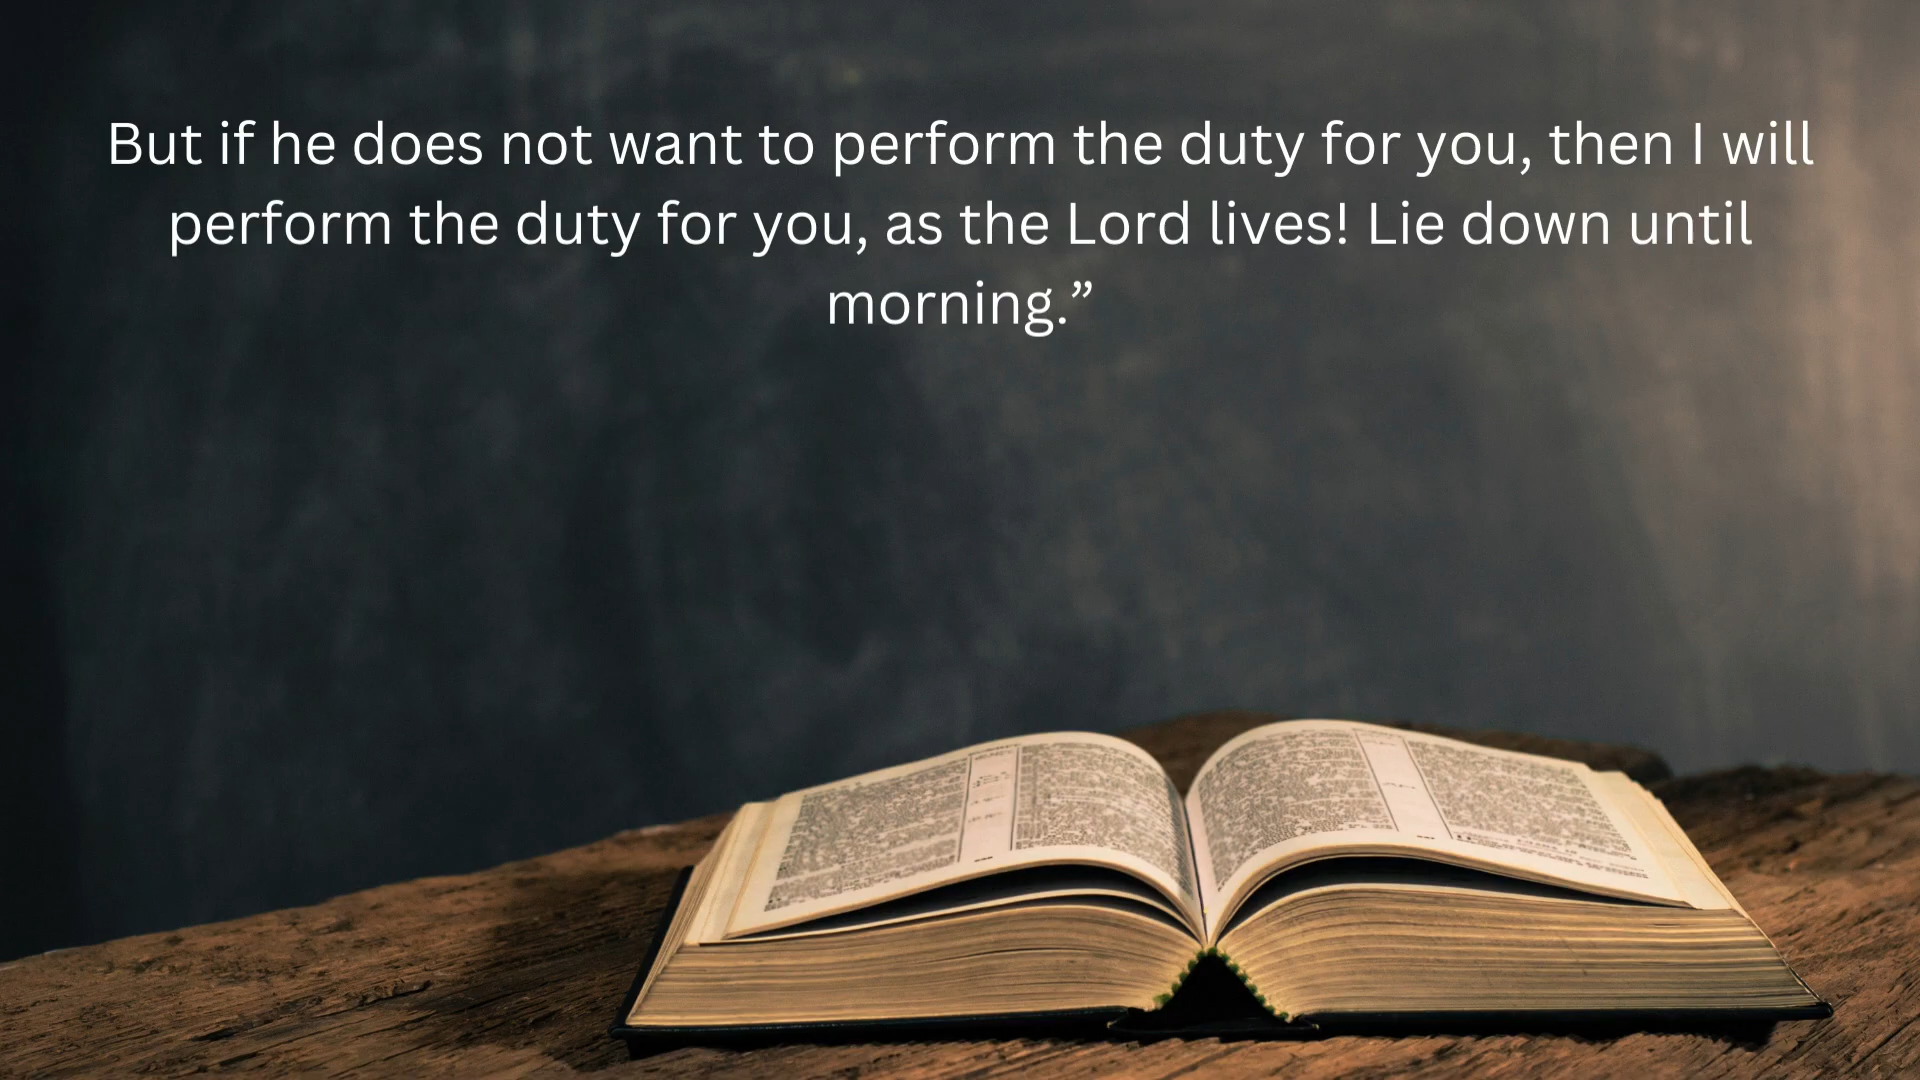 But if he does not want to perform the duty for you, then I will
perform the duty for you, as the Lord lives! Lie down until
morning.”